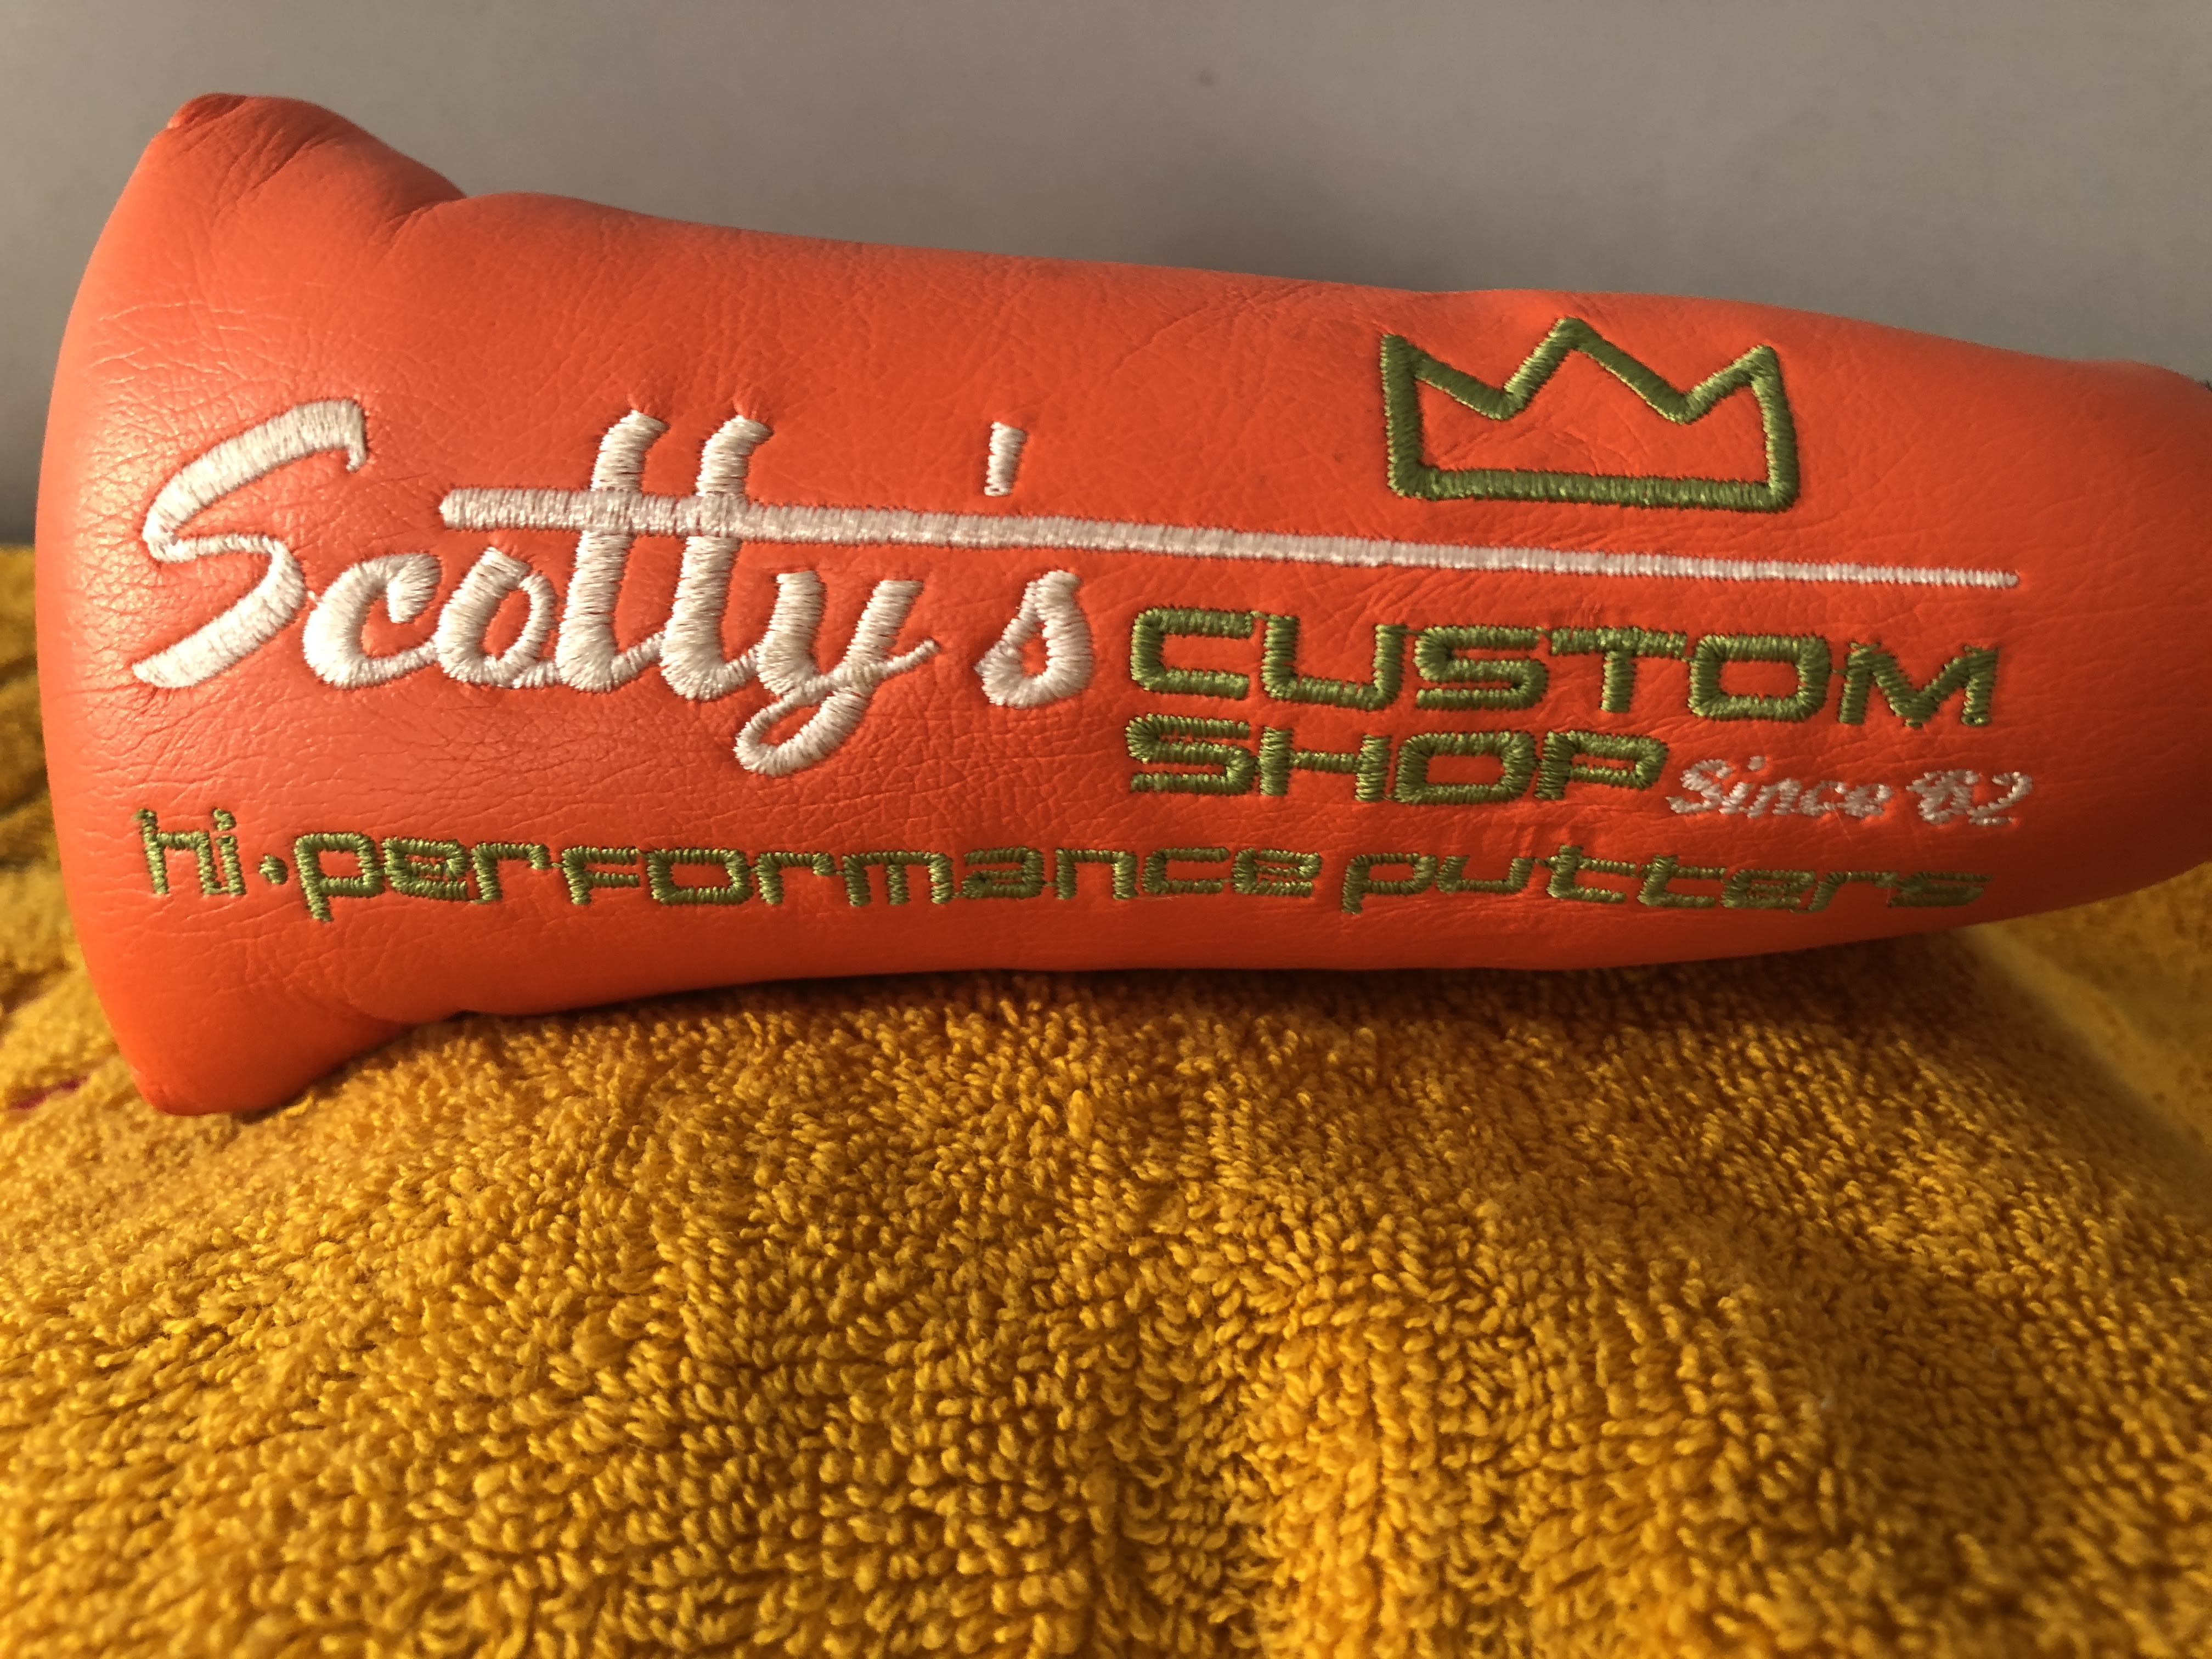 Scotty's CUSTOM
SHOP Since '62
hi·performance putters